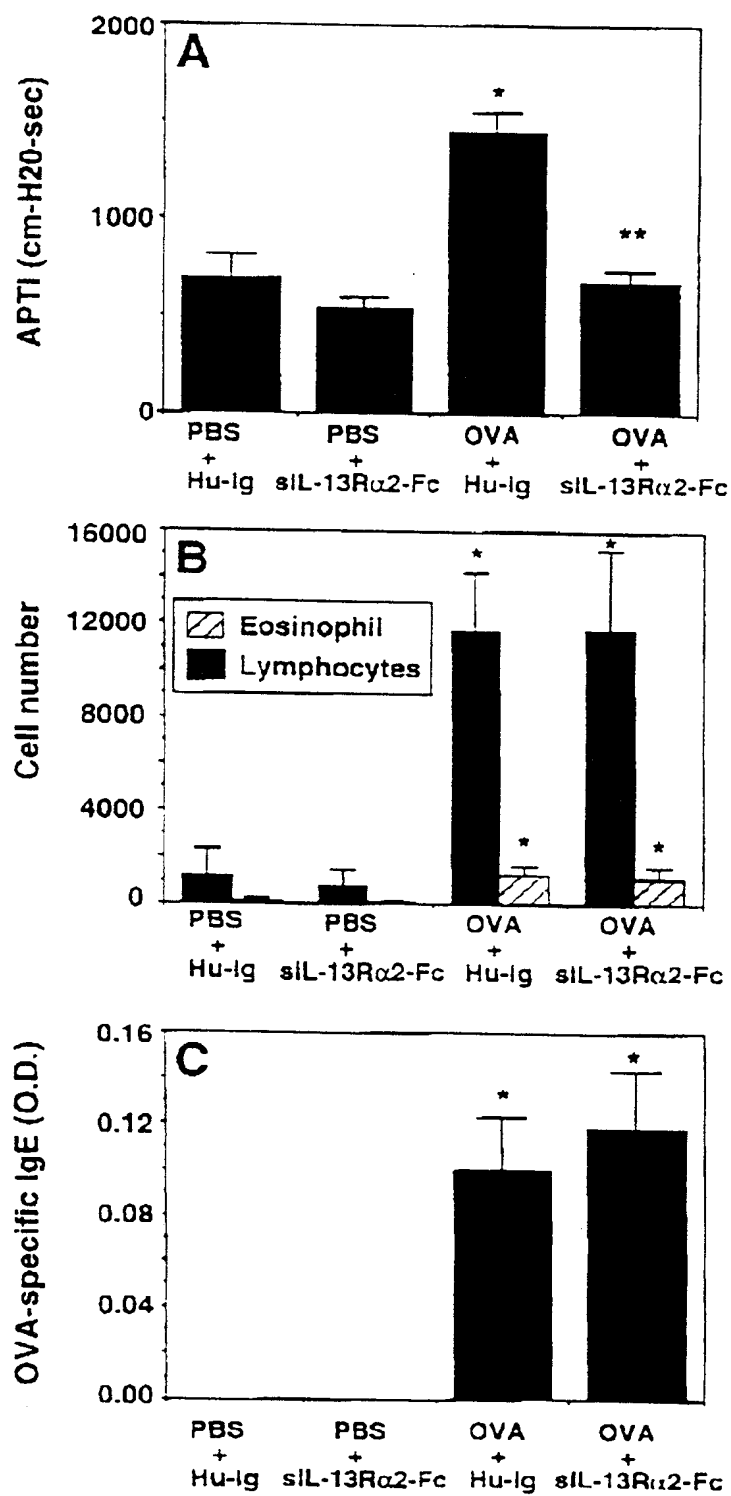 A
2000
1000
0
APTI (cm-H20-sec)
*
**
PBS PBS OVA OVA
+ + + +
Hu-Ig sIL-13Rα2-Fc Hu-Ig sIL-13Rα2-Fc
B
16000
12000
8000
4000
0
Cell number
Eosinophil
Lymphocytes
* *
* *
PBS PBS OVA OVA
+ + + +
Hu-Ig sIL-13Rα2-Fc Hu-Ig sIL-13Rα2-Fc
C
0.16
0.12
0.08
0.04
0.00
OVA-specific IgE (O.D.)
* *
PBS PBS OVA OVA
+ + + +
Hu-Ig sIL-13Rα2-Fc Hu-Ig sIL-13Rα2-Fc